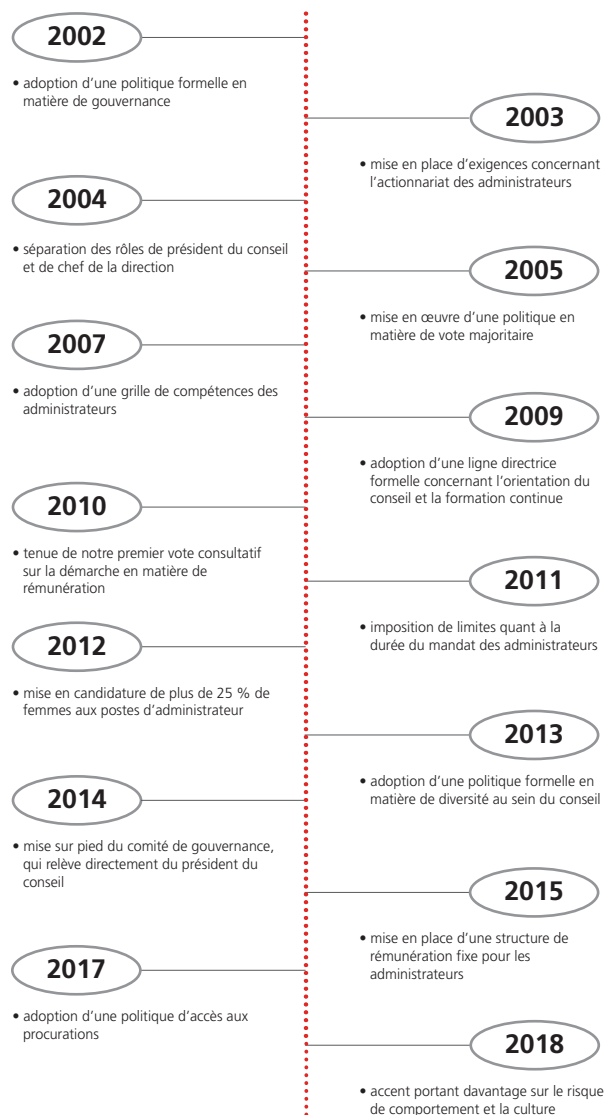 2002
• adoption d'une politique formelle en
matière de gouvernance
2003
• mise en place d'exigences concernant
l'actionnariat des administrateurs
2004
• séparation des rôles de président du conseil
et de chef de la direction
2005
• mise en œuvre d'une politique en
matière de vote majoritaire
2007
• adoption d'une grille de compétences des
administrateurs
2009
• adoption d'une ligne directrice
formelle concernant l'orientation du
conseil et la formation continue
2010
• tenue de notre premier vote consultatif
sur la démarche en matière de
rémunération
2011
• imposition de limites quant à la
durée du mandat des administrateurs
2012
• mise en candidature de plus de 25 % de
femmes aux postes d'administrateur
2013
• adoption d'une politique formelle en
matière de diversité au sein du conseil
2014
• mise sur pied du comité de gouvernance,
qui relève directement du président du
conseil
2015
• mise en place d'une structure de
rémunération fixe pour les
administrateurs
2017
• adoption d'une politique d'accès aux
procurations
2018
• accent portant davantage sur le risque
de comportement et la culture